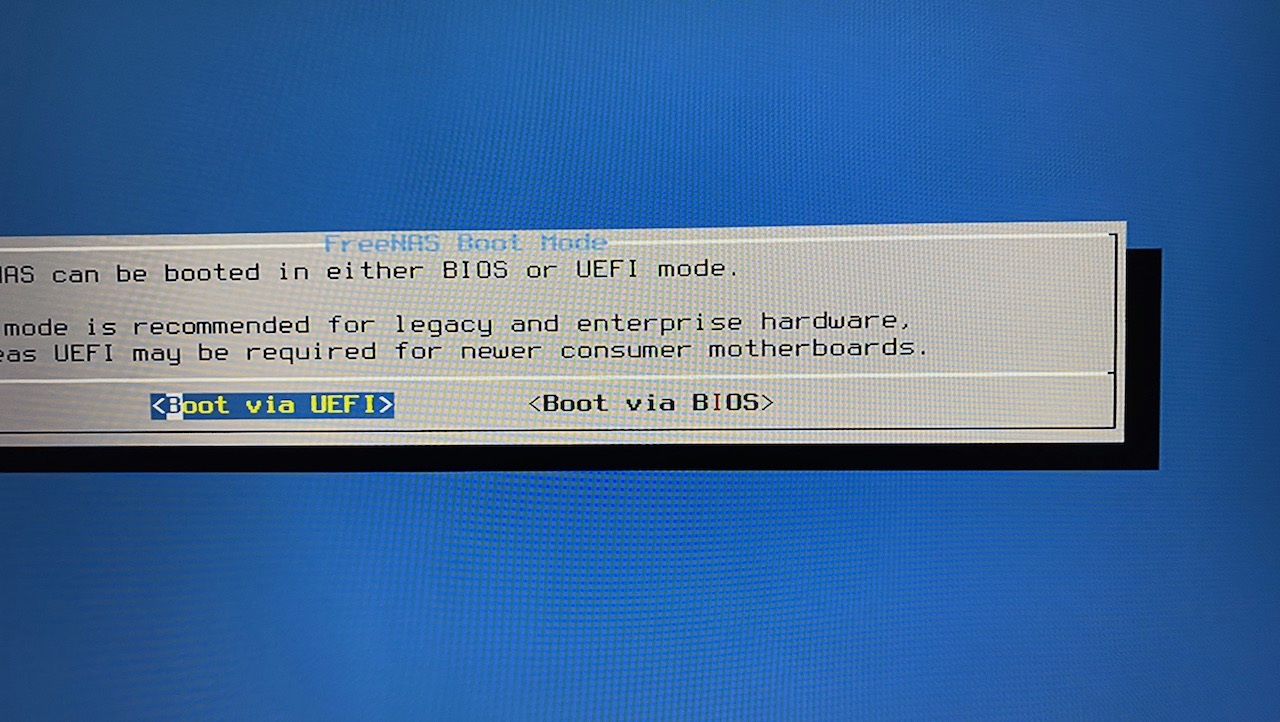 FreeNAS Boot Mode
NAS can be booted in either BIOS or UEFI mode.
mode is recommended for legacy and enterprise hardware,
eas UEFI may be required for newer consumer motherboards.
<Boot via UEFI> <Boot via BIOS>